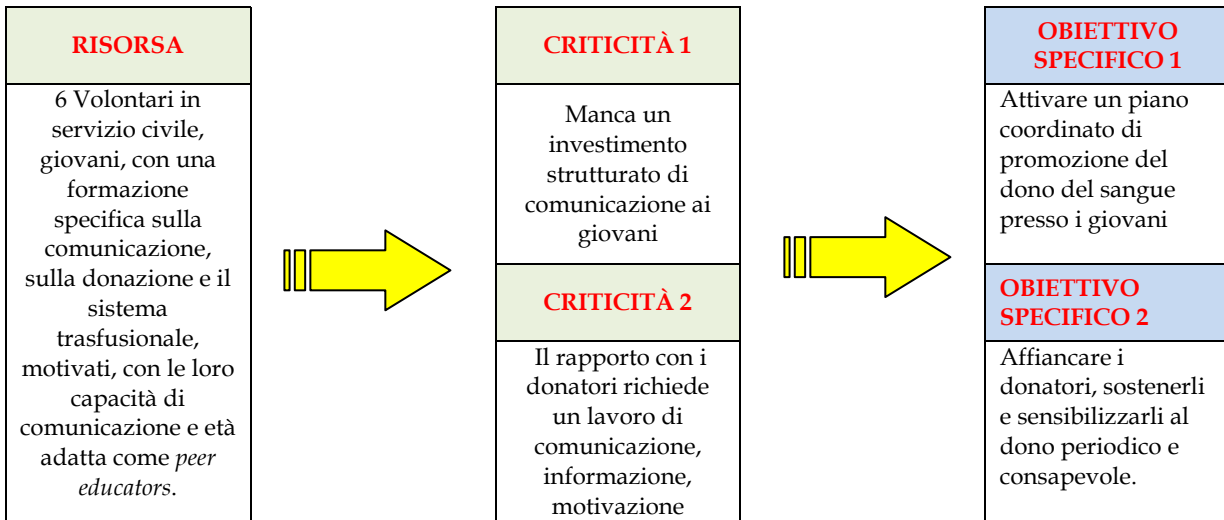 RISORSA
6 Volontari in
servizio civile,
giovani, con una
formazione
specifica sulla
comunicazione,
sulla donazione e il
sistema
trasfusionale,
motivati, con le loro
capacità di
comunicazione e età
adatta come peer
educators.
CRITICITÀ 1
Manca un
investimento
strutturato di
comunicazione ai
giovani
CRITICITÀ 2
Il rapporto con i
donatori richiede
un lavoro di
comunicazione,
informazione,
motivazione
OBIETTIVO
SPECIFICO 1
Attivare un piano
coordinato di
promozione del
dono del sangue
presso i giovani
OBIETTIVO
SPECIFICO 2
Affiancare i
donatori, sostenerli
e sensibilizzarli al
dono periodico e
consapevole.